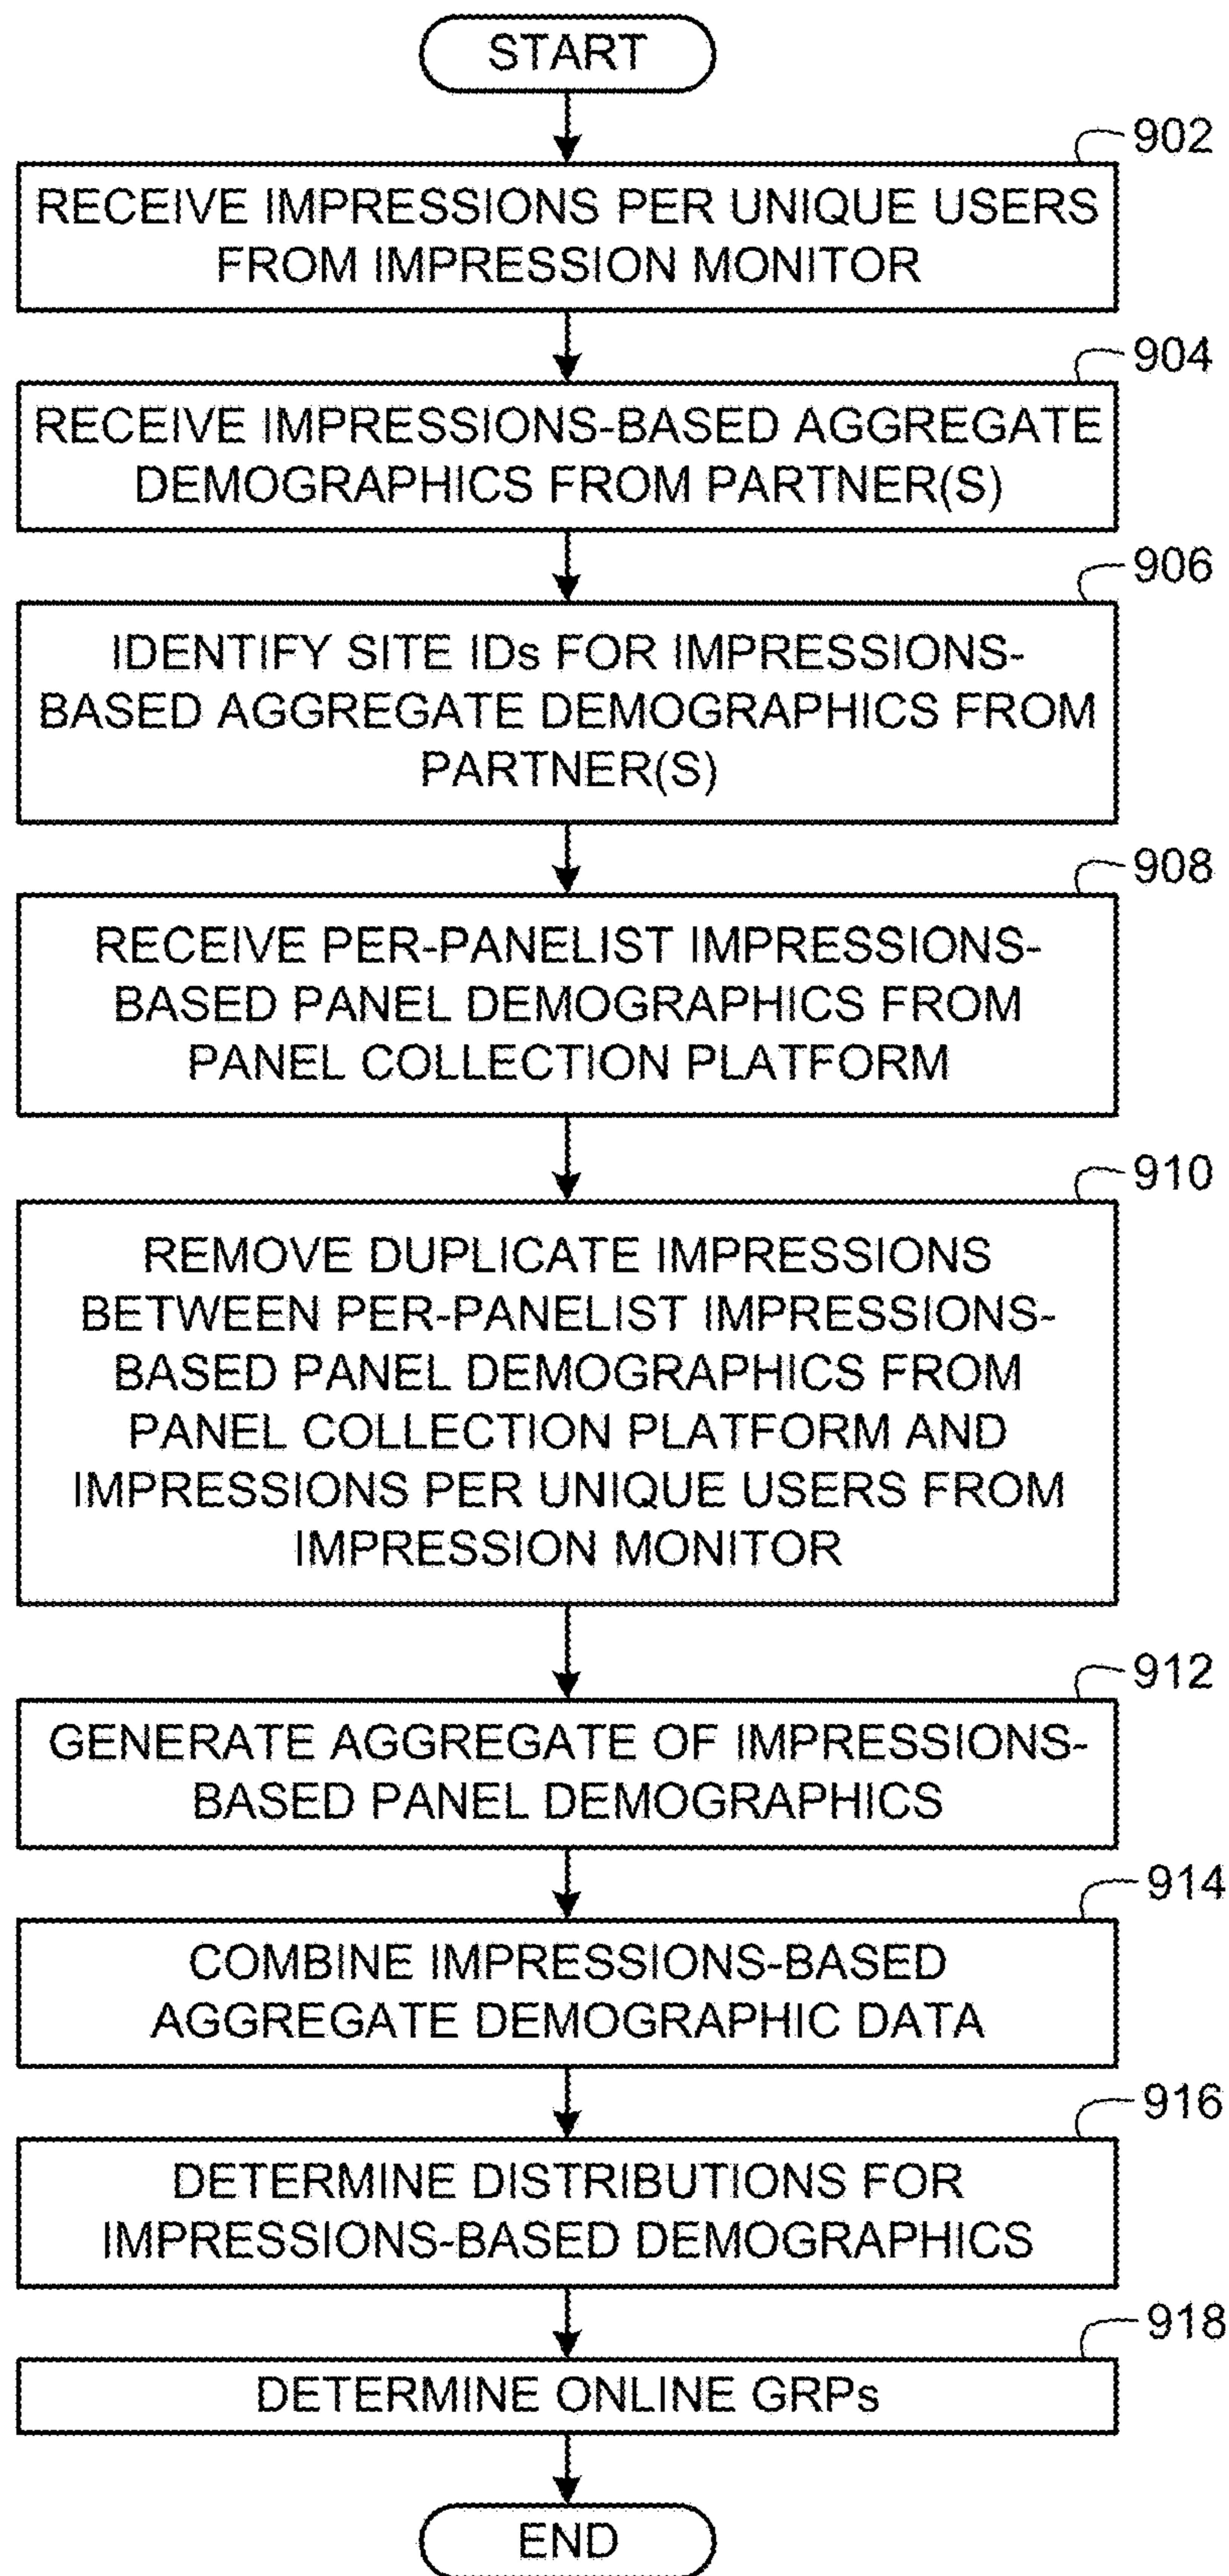 START
902
RECEIVE IMPRESSIONS PER UNIQUE USERS
FROM IMPRESSION MONITOR
904
RECEIVE IMPRESSIONS-BASED AGGREGATE
DEMOGRAPHICS FROM PARTNER(S)
906
IDENTIFY SITE IDs FOR IMPRESSIONS-
BASED AGGREGATE DEMOGRAPHICS FROM
PARTNER(S)
908
RECEIVE PER-PANELIST IMPRESSIONS-
BASED PANEL DEMOGRAPHICS FROM
PANEL COLLECTION PLATFORM
910
REMOVE DUPLICATE IMPRESSIONS
BETWEEN PER-PANELIST IMPRESSIONS-
BASED PANEL DEMOGRAPHICS FROM
PANEL COLLECTION PLATFORM AND
IMPRESSIONS PER UNIQUE USERS FROM
IMPRESSION MONITOR
912
GENERATE AGGREGATE OF IMPRESSIONS-
BASED PANEL DEMOGRAPHICS
914
COMBINE IMPRESSIONS-BASED
AGGREGATE DEMOGRAPHIC DATA
916
DETERMINE DISTRIBUTIONS FOR
IMPRESSIONS-BASED DEMOGRAPHICS
918
DETERMINE ONLINE GRPs
END